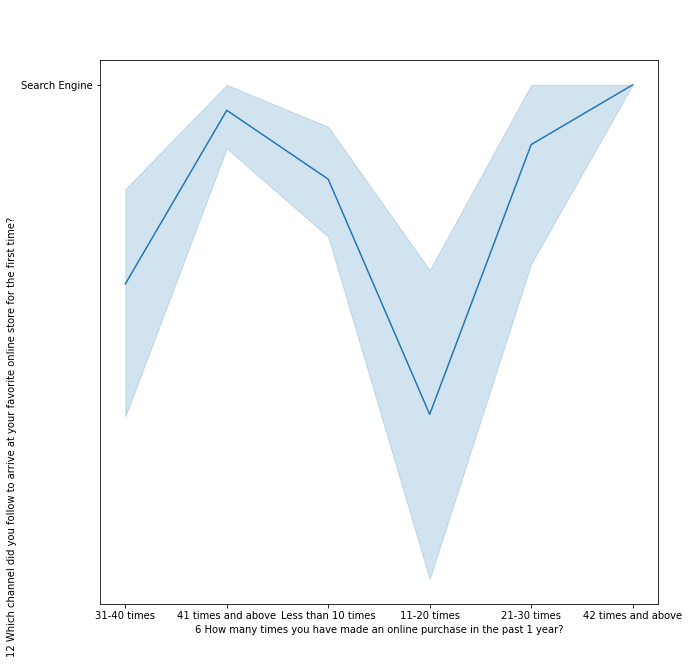 Search Engine
12 Which channel did you follow to arrive at your favorite online store for the first time?
31-40 times
41 times and above
Less than 10 times
11-20 times
21-30 times
42 times and above
6 How many times you have made an online purchase in the past 1 year?